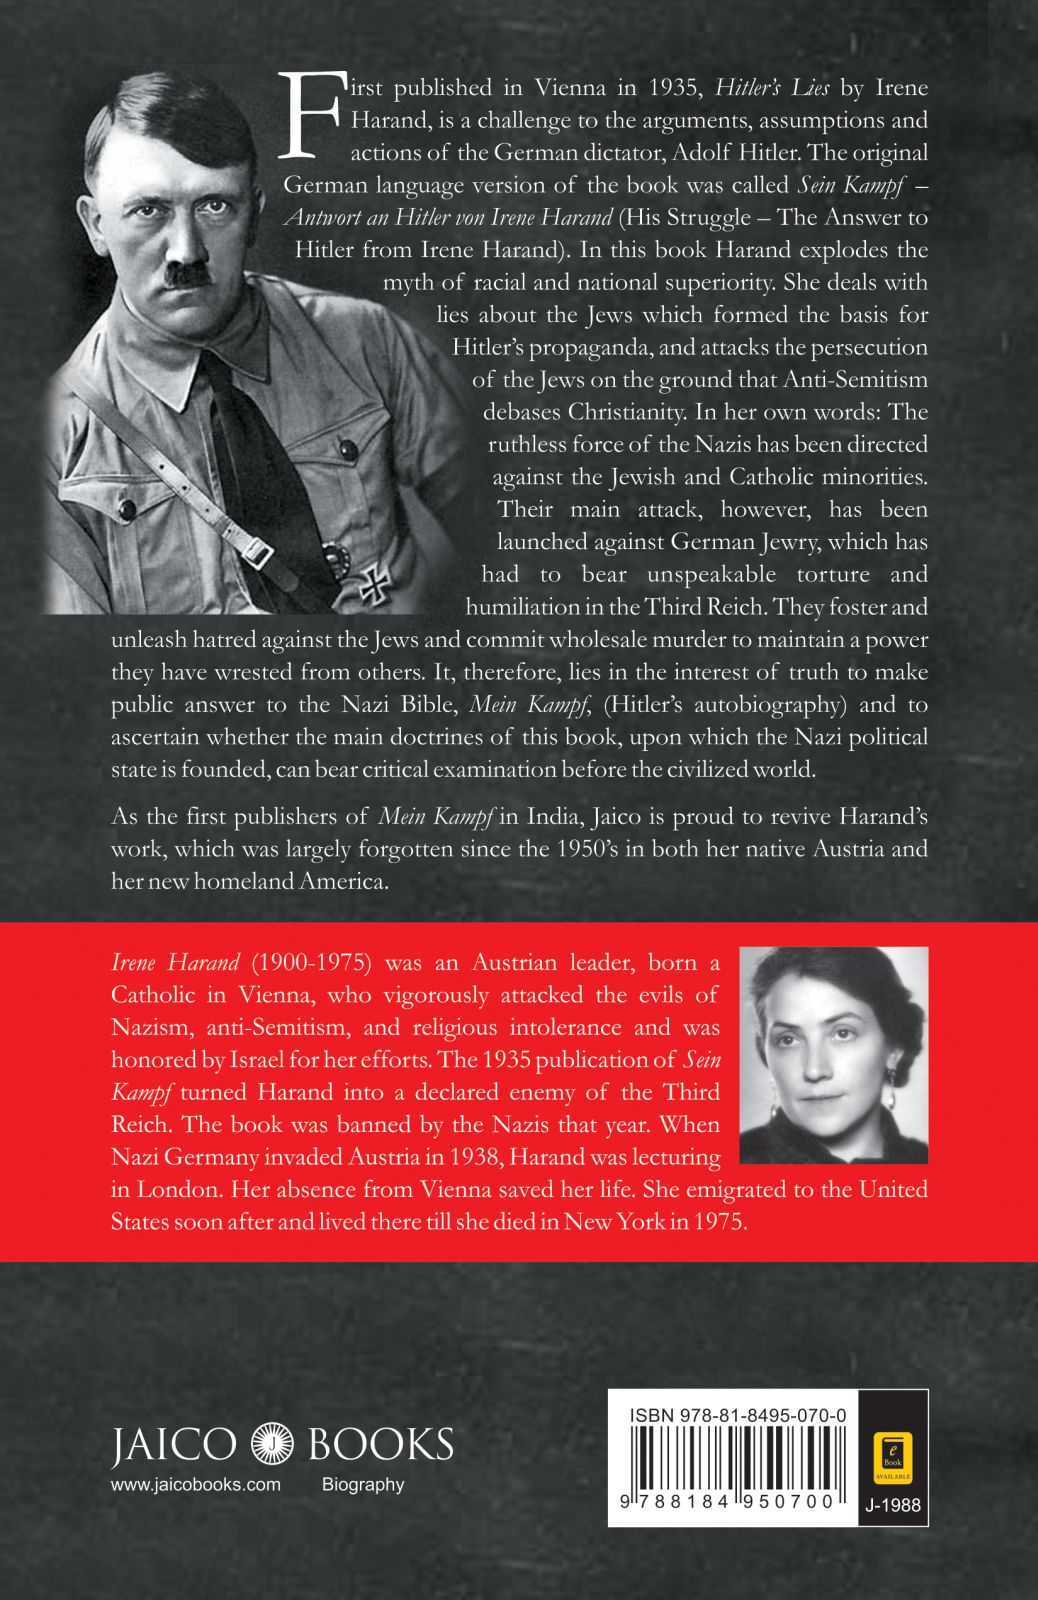 First published in Vienna in 1935, Hitler's Lies by Irene
Harand, is a challenge to the arguments, assumptions and
actions of the German dictator, Adolf Hitler. The original
German language version of the book was called Sein Kampf –
Antwort an Hitler von Irene Harand (His Struggle – The Answer to
Hitler from Irene Harand). In this book Harand explodes the
myth of racial and national superiority. She deals with
lies about the Jews which formed the basis for
Hitler's propaganda, and attacks the persecution
of the Jews on the ground that Anti-Semitism
debases Christianity. In her own words: The
ruthless force of the Nazis has been directed
against the Jewish and Catholic minorities.
Their main attack, however, has been
launched against German Jewry, which has
had to bear unspeakable torture and
humiliation in the Third Reich. They foster and
unleash hatred against the Jews and commit wholesale murder to maintain a power
they have wrested from others. It, therefore, lies in the interest of truth to make
public answer to the Nazi Bible, Mein Kampf, (Hitler's autobiography) and to
ascertain whether the main doctrines of this book, upon which the Nazi political
state is founded, can bear critical examination before the civilized world.
As the first publishers of Mein Kampf in India, Jaico is proud to revive Harand's
work, which was largely forgotten since the 1950's in both her native Austria and
her new homeland America.
Irene Harand (1900-1975) was an Austrian leader, born a
Catholic in Vienna, who vigorously attacked the evils of
Nazism, anti-Semitism, and religious intolerance and was
honored by Israel for her efforts. The 1935 publication of Sein
Kampf turned Harand into a declared enemy of the Third
Reich. The book was banned by the Nazis that year. When
Nazi Germany invaded Austria in 1938, Harand was lecturing
in London. Her absence from Vienna saved her life. She emigrated to the United
States soon after and lived there till she died in New York in 1975.
JAICO J BOOKS
www.jaicobooks.com Biography
ISBN 978-81-8495-070-0
9 788184 950700
e
Book
AVAILABLE
J-1988